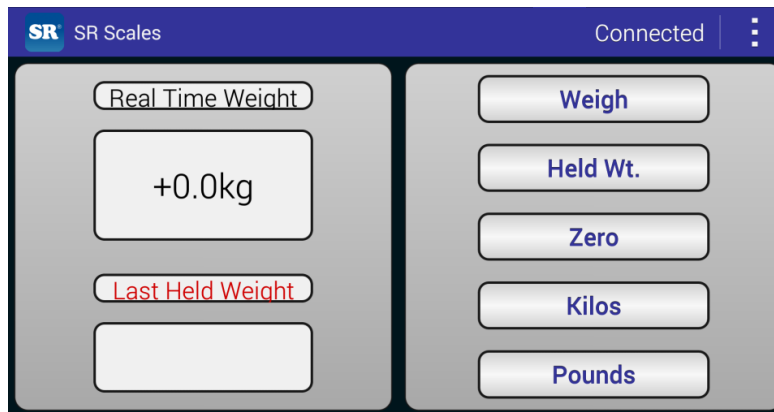 SR SR Scales Connected
Real Time Weight
+0.0kg
Last Held Weight
Weigh
Held Wt.
Zero
Kilos
Pounds